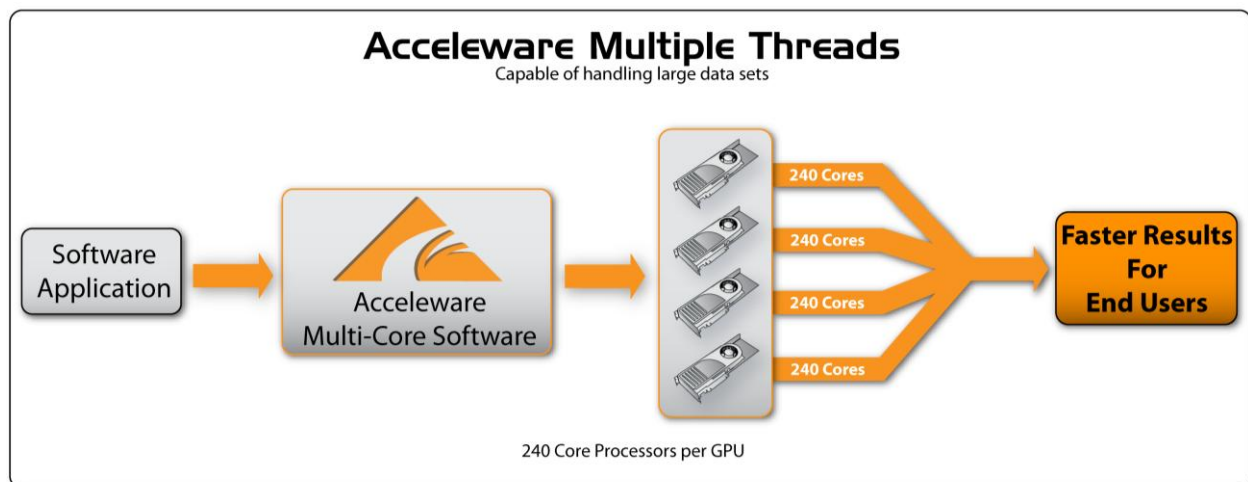 Acceleware Multiple Threads
Capable of handling large data sets
Software
Application
Acceleware
Multi-Core Software
240 Cores
240 Cores
240 Cores
240 Cores
Faster Results
For
End Users
240 Core Processors per GPU